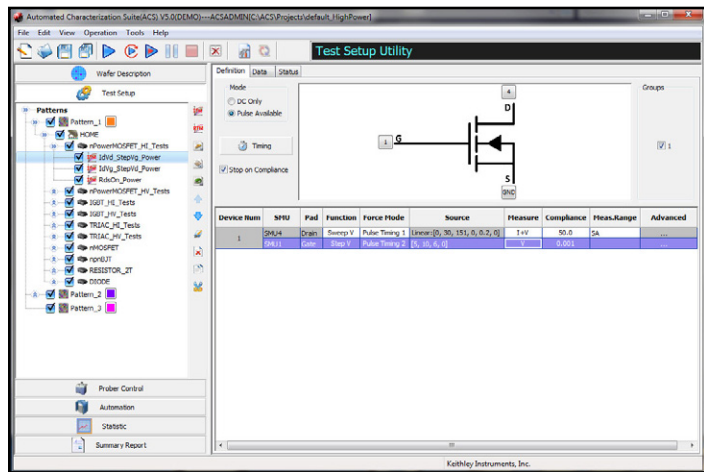 Automated Characterization Suite(ACS) V5.0(DEMO)---ACSADMIN[C:\ACS\Projects\default_HighPower]
File Edit View Operation Tools Help
Test Setup Utility
Wafer Description
Test Setup
Patterns
Pattern_1
HOME
nPowerMOSFET_HI_Tests
IdVd_StepVg_Power
IdVg_StepVd_Power
RdsOn_Power
nPowerMOSFET_HV_Tests
IGBT_HI_Tests
IGBT_HV_Tests
TRIAC_HI_Tests
TRIAC_HV_Tests
nMOSFET
npnBJT
RESISTOR_2T
DIODE
Pattern_2
Pattern_3
Prober Control
Automation
Statistic
Summary Report
Definition Data Status
Mode
DC Only
Pulse Available
Timing
Stop on Compliance
4
D
1 G
S
GND
Groups
1
Device Num SMU Pad Function Force Mode Source Measure Compliance Meas.Range Advanced
1 SMU4 Drain Sweep V Pulse Timing 1 Linear:[0, 30, 151, 0, 0.2, 0] I+V 50.0 5A ...
SMU1 Gate Step V Pulse Timing 2 [5, 10, 6, 0] V 0.001 ...
Keithley Instruments, Inc.